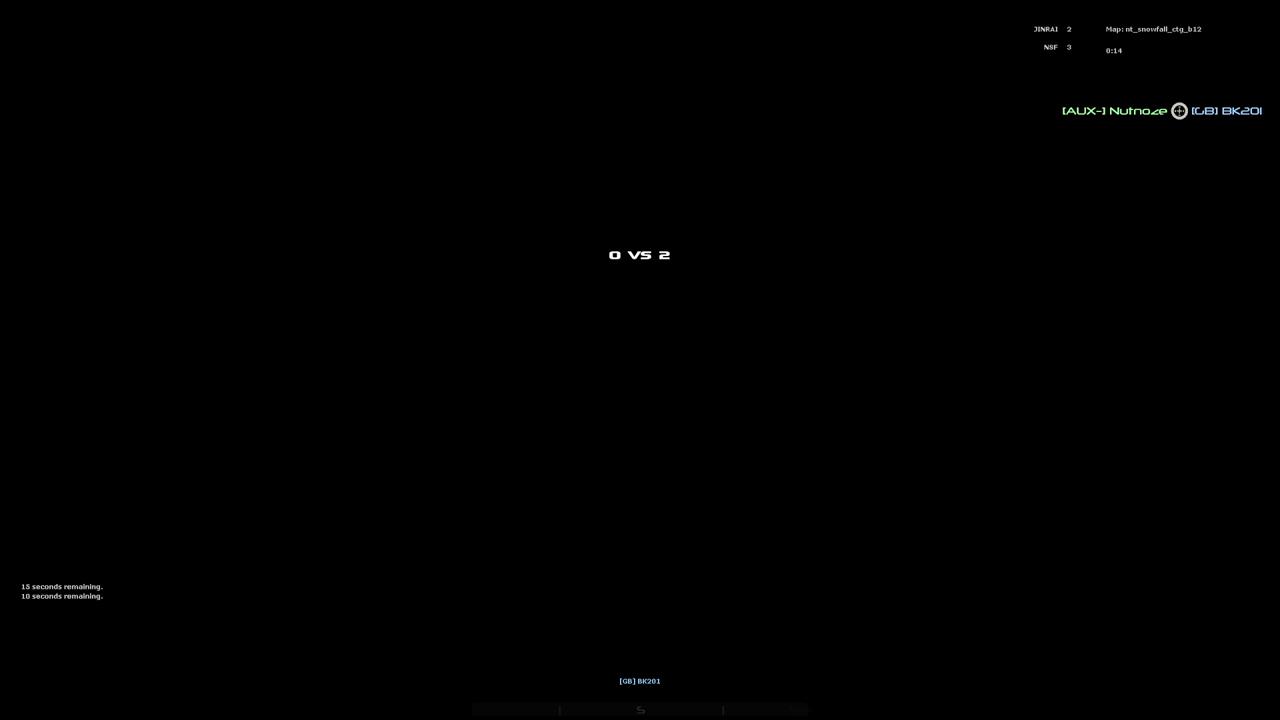 JINRAI 2 Map: nt_snowfall_ctg_b12
NSF 3 0:14
[AUX-] Nutnoze [GB] BK201
0 VS 2
15 seconds remaining.
10 seconds remaining.
[GB] BK201
| S |